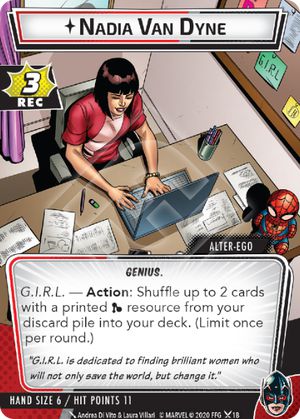 NADIA VAN DYNE
3
REC
G.I.R.L.
ALTER-EGO
GENIUS.
G.I.R.L. — Action: Shuffle up to 2 cards
with a printed resource from your
discard pile into your deck. (Limit once
per round.)
"G.I.R.L. is dedicated to finding brilliant women who
will not only save the world, but change it."
HAND SIZE 6 / HIT POINTS 11
Andrea Di Vito & Laura Villari © MARVEL © 2020 FFG 1B